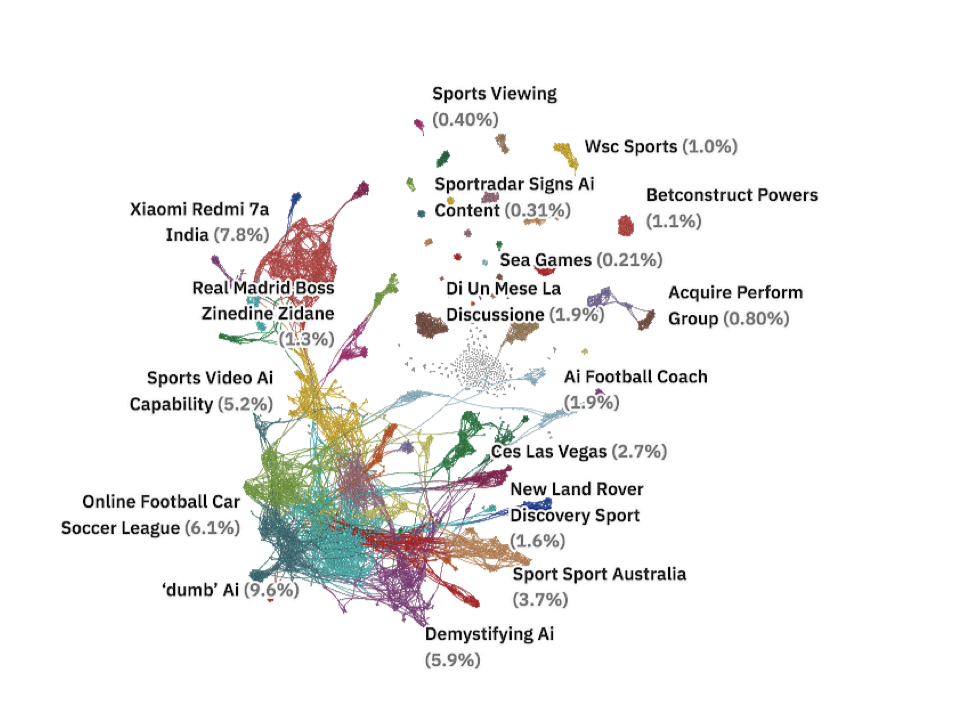 Sports Viewing
(0.40%)
Wsc Sports (1.0%)
Sportradar Signs Ai
Content (0.31%)
Betconstruct Powers
(1.1%)
Xiaomi Redmi 7a
India (7.8%)
Sea Games (0.21%)
Real Madrid Boss
Zinedine Zidane
(1.3%)
Di Un Mese La
Discussione (1.9%)
Acquire Perform
Group (0.80%)
Sports Video Ai
Capability (5.2%)
Ai Football Coach
(1.9%)
Ces Las Vegas (2.7%)
Online Football Car
Soccer League (6.1%)
New Land Rover
Discovery Sport
(1.6%)
‘dumb’ Ai (9.6%)
Sport Sport Australia
(3.7%)
Demystifying Ai
(5.9%)